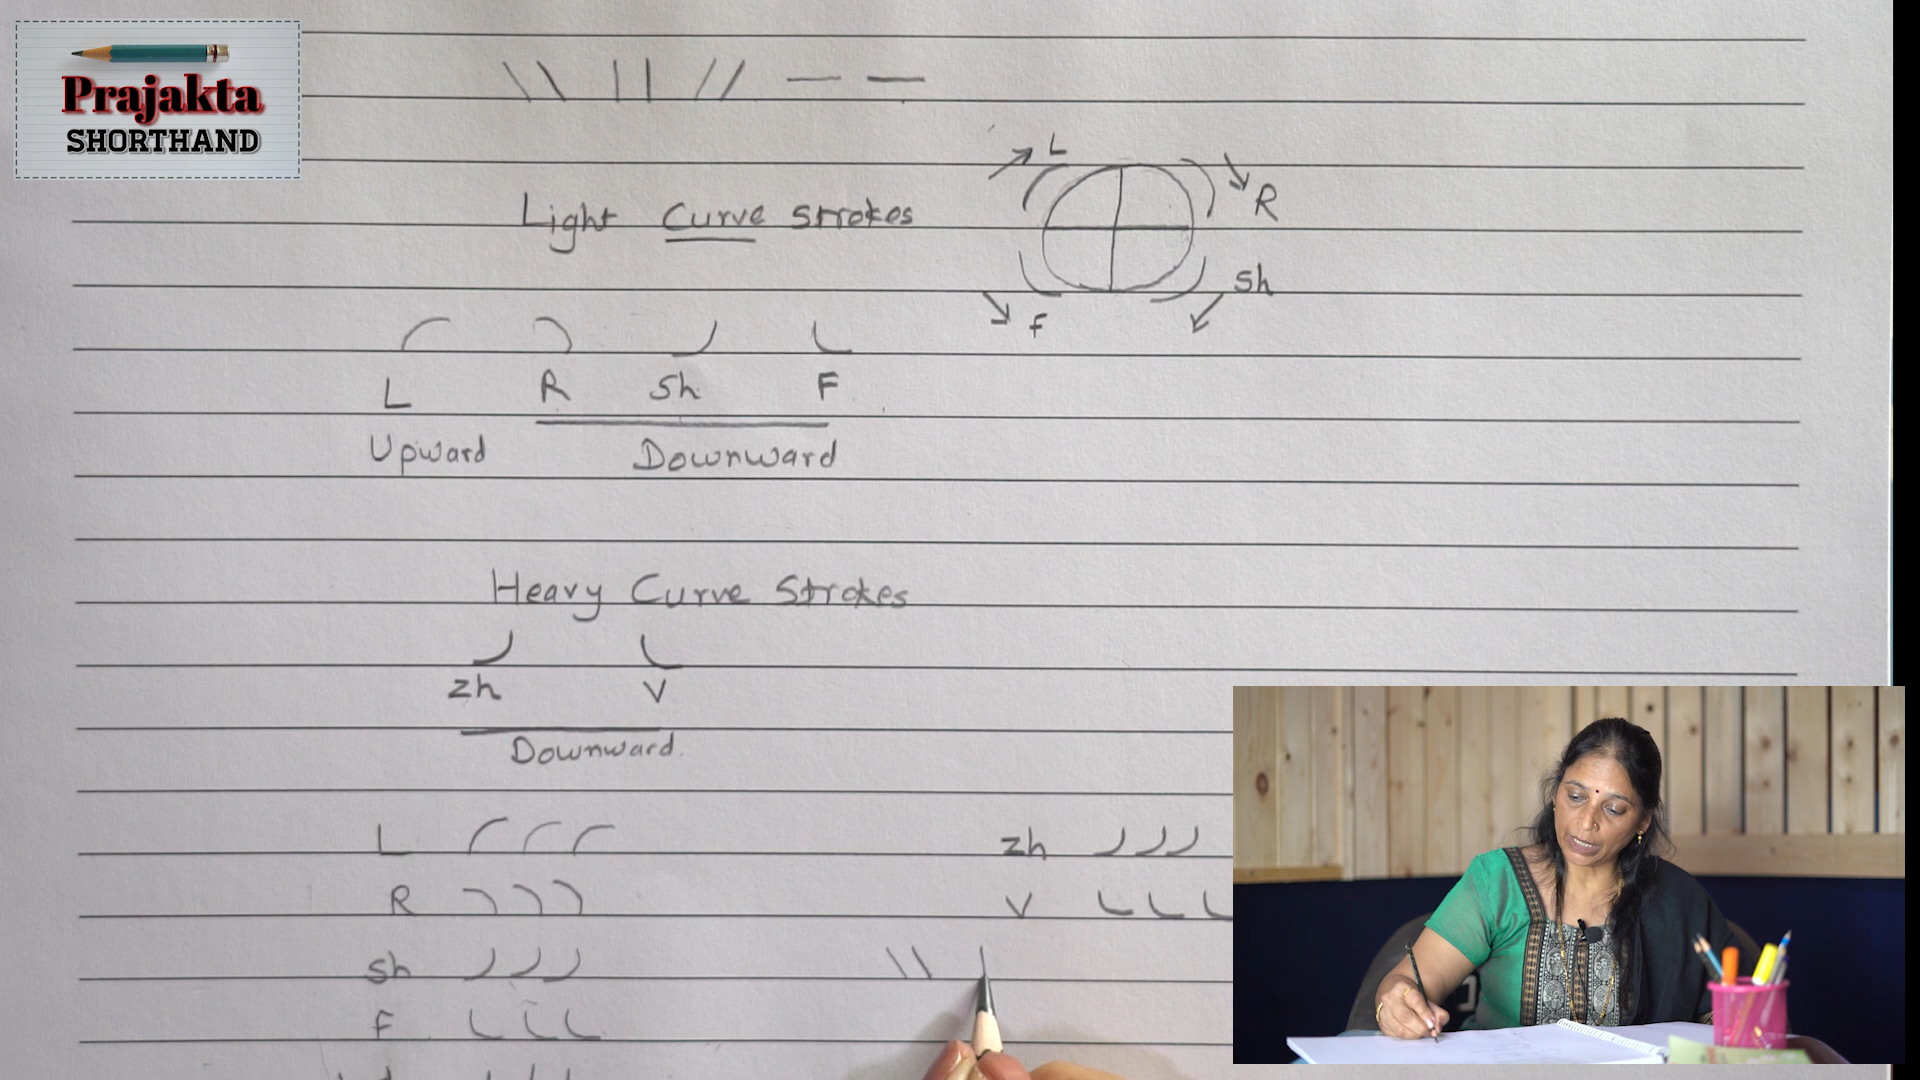 Prajakta
SHORTHAND
L
R
Light Curve Strokes
Sh
F
L R Sh F
Upward Downward
Heavy Curve Strokes
Zh V
Downward.
L
R
Sh
F
Zh
V